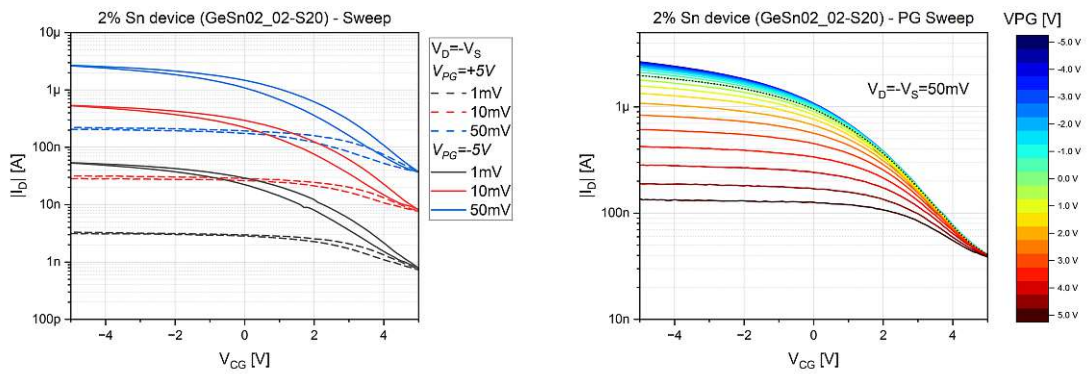 2% Sn device (GeSn02_02-S20) - Sweep
10µ
1µ
100n
10n
1n
100p
|I_D| [A]
−4
−2
0
2
4
V_CG [V]
V_D=-V_S
V_PG=+5V
1mV
10mV
50mV
V_PG=-5V
1mV
10mV
50mV
2% Sn device (GeSn02_02-S20) - PG Sweep
V_D=-V_S=50mV
1µ
100n
10n
|I_D| [A]
−4
−2
0
2
4
V_CG [V]
VPG [V]
-5.0 V
-4.0 V
-3.0 V
-2.0 V
-1.0 V
0.0 V
1.0 V
2.0 V
3.0 V
4.0 V
5.0 V